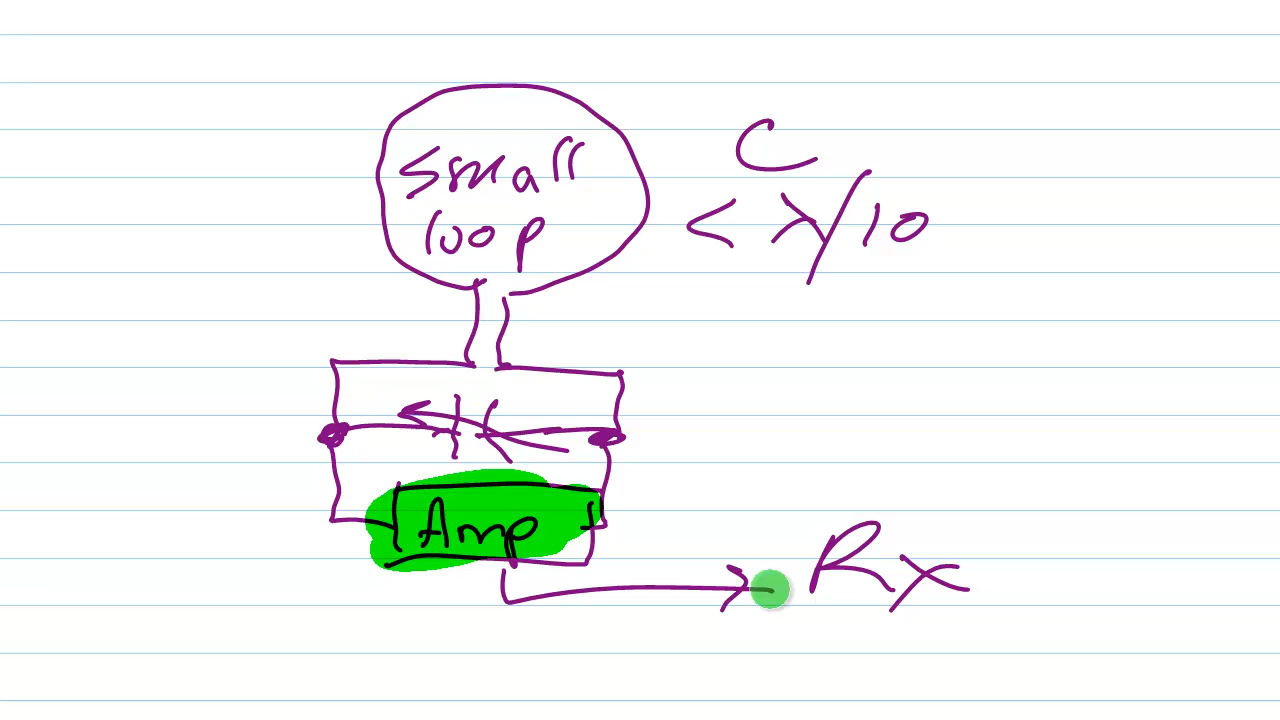 small
loop
C
< λ/10
Amp
Rx